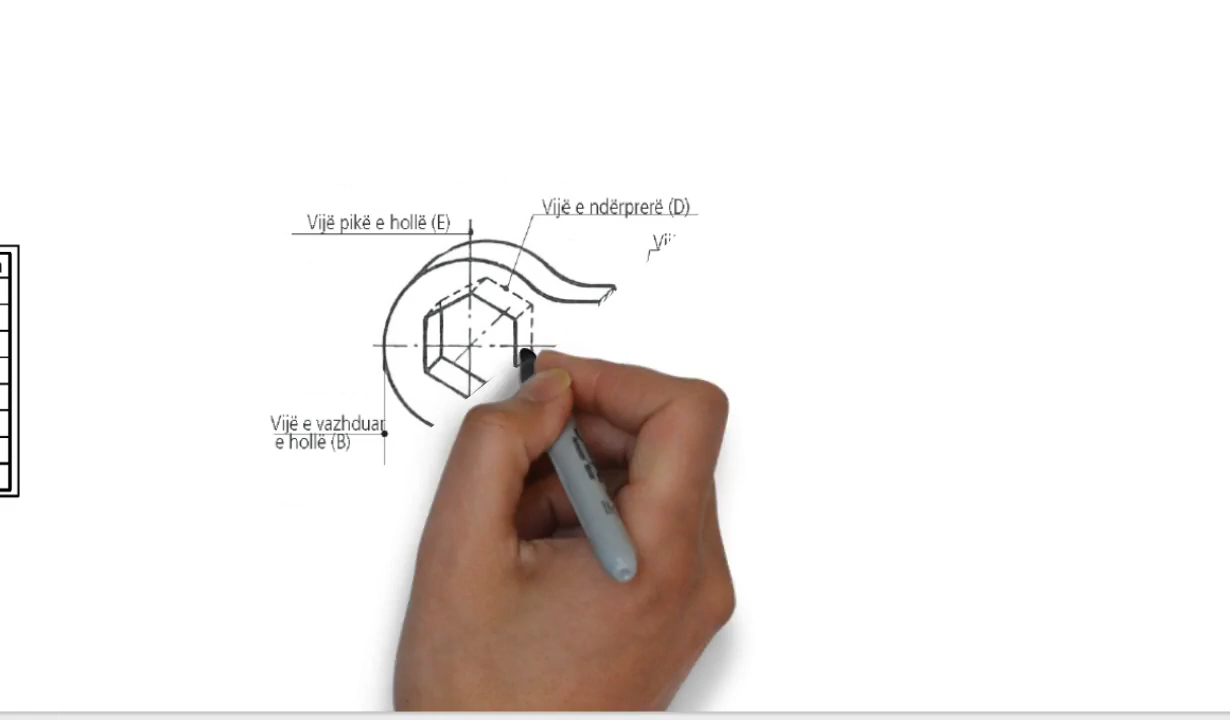 Vijë e ndërprerë (D)
Vijë pikë e hollë (E)
Vijë e vazhduar
e hollë (B)